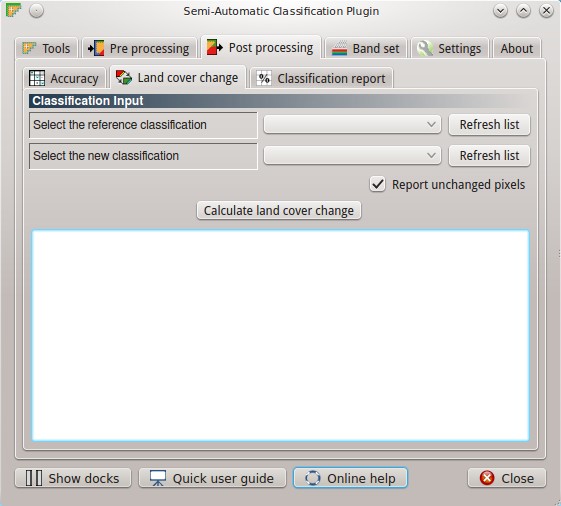 Semi-Automatic Classification Plugin
Tools Pre processing Post processing Band set Settings About
Accuracy Land cover change Classification report
Classification Input
Select the reference classification Refresh list
Select the new classification Refresh list
Report unchanged pixels
Calculate land cover change
Show docks Quick user guide Online help Close